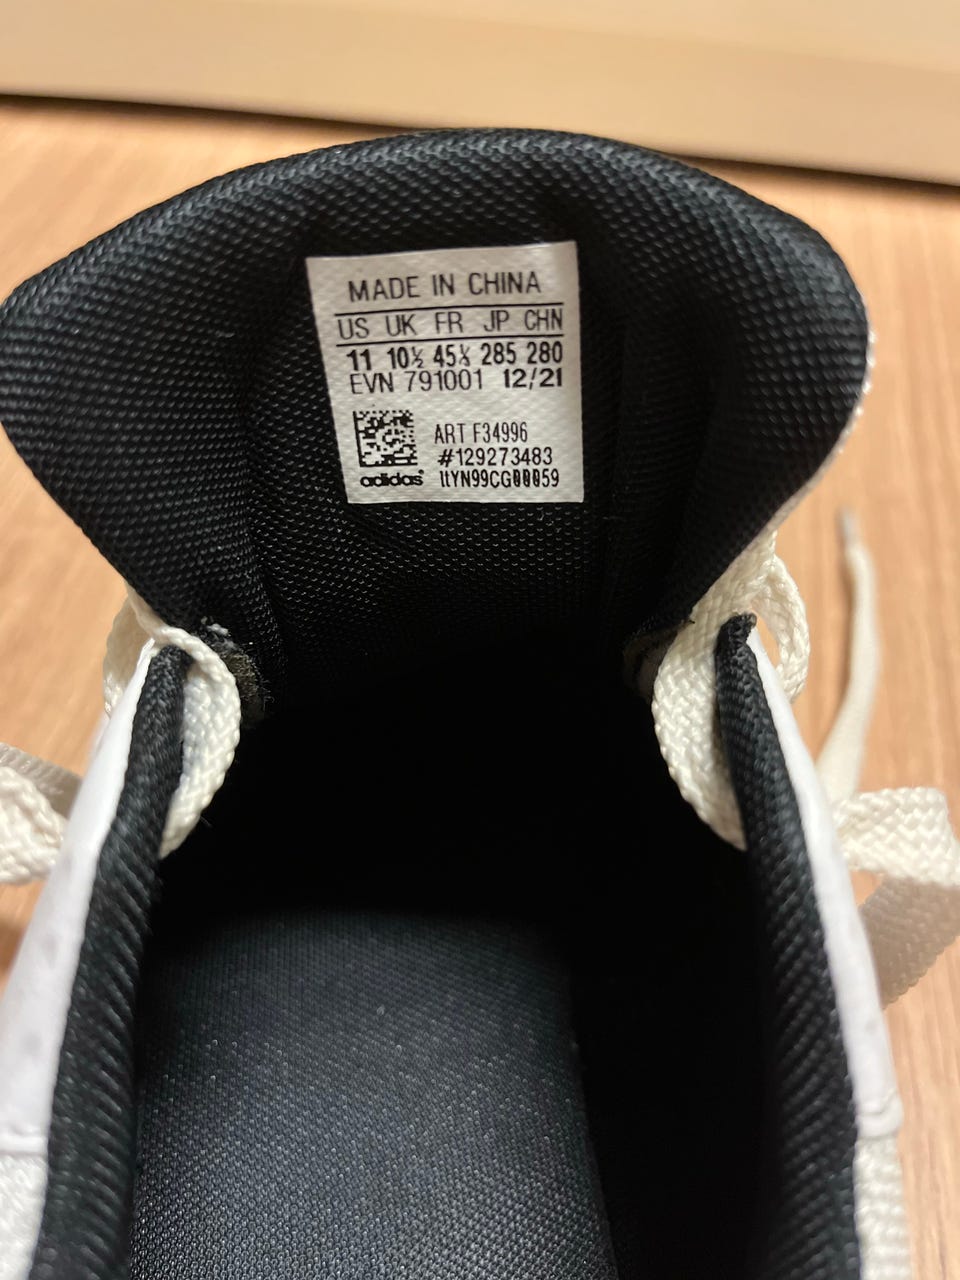 MADE IN CHINA
US UK FR JP CHN
11 10½ 45⅓ 285 280
EVN 791001 12/21
ART F34996
#129273483
adidas® ltYN99CG00059